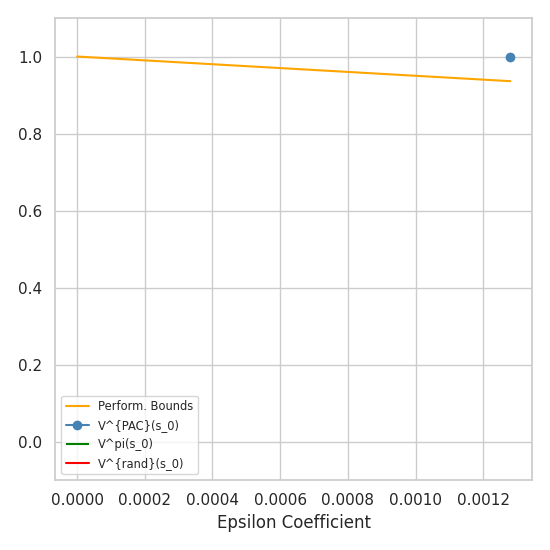 1.0
0.8
0.6
0.4
0.2
0.0
Perform. Bounds
V^{PAC}(s_0)
V^pi(s_0)
V^{rand}(s_0)
0.0000 0.0002 0.0004 0.0006 0.0008 0.0010 0.0012
Epsilon Coefficient